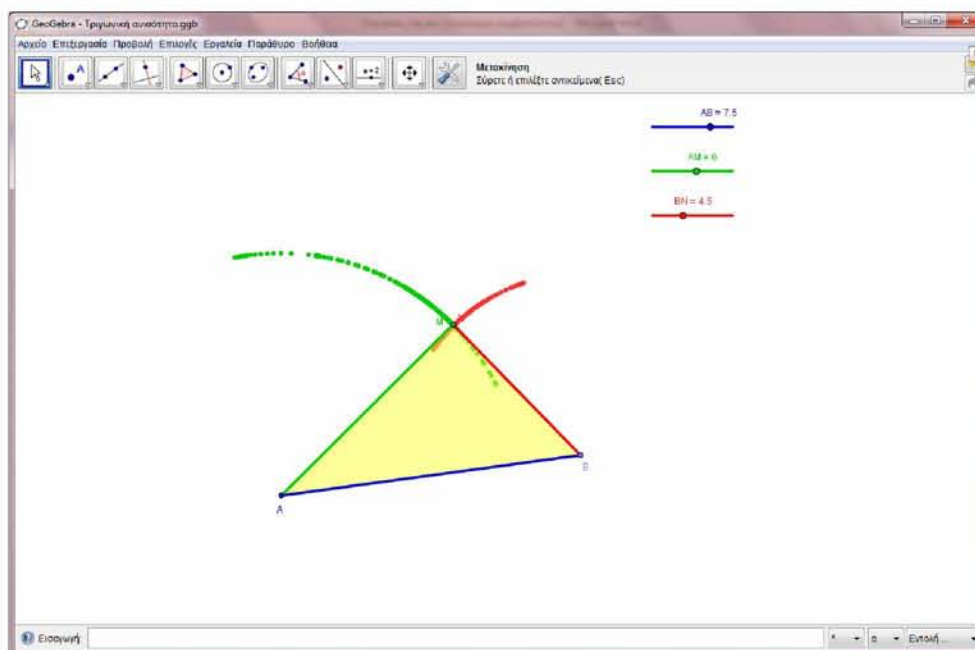 GeoGebra - Τριγωνική ανισότητα.ggb
Αρχείο Επεξεργασία Προβολή Επιλογές Εργαλεία Παράθυρο Βοήθεια
A
a=2
Μετακίνηση
Σύρετε ή επιλέξτε αντικείμενα( Esc)
AB = 7.5
AM = 6
BN = 4.5
M
A
Εισαγωγή:
α
Εντολή ...